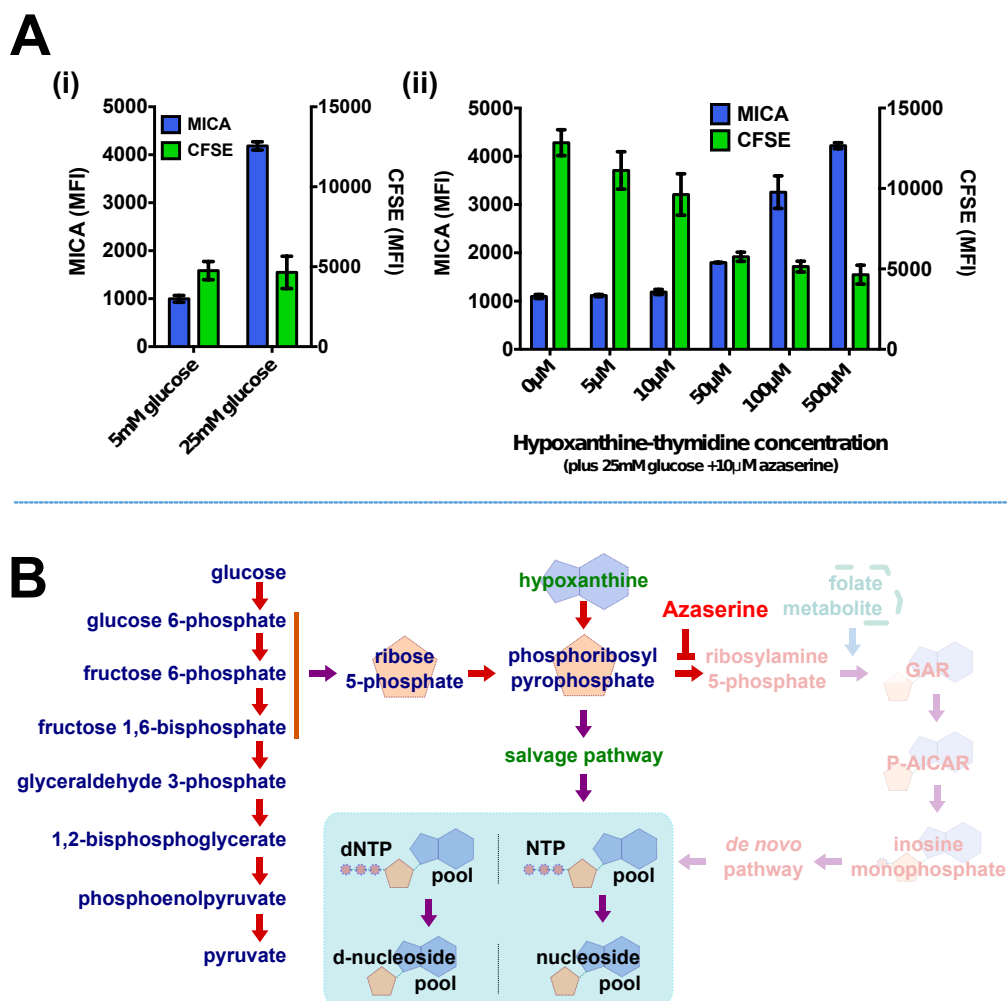 A
(i)
5000
4000
3000
2000
1000
0
MICA (MFI)
MICA
CFSE
15000
10000
5000
0
CFSE (MFI)
5mM glucose
25mM glucose
(ii)
5000
4000
3000
2000
1000
0
MICA (MFI)
MICA
CFSE
15000
10000
5000
0
CFSE (MFI)
0μM
5μM
10μM
50μM
100μM
500μM
Hypoxanthine-thymidine concentration
(plus 25mM glucose +10μM azaserine)
B
glucose
glucose 6-phosphate
fructose 6-phosphate
fructose 1,6-bisphosphate
glyceraldehyde 3-phosphate
1,2-bisphosphoglycerate
phosphoenolpyruvate
pyruvate
ribose
5-phosphate
hypoxanthine
phosphoribosyl
pyrophosphate
salvage pathway
Azaserine
ribosylamine
5-phosphate
folate
metabolite
GAR
P-AICAR
inosine
monophosphate
de novo
pathway
dNTP
pool
NTP
pool
d-nucleoside
pool
nucleoside
pool